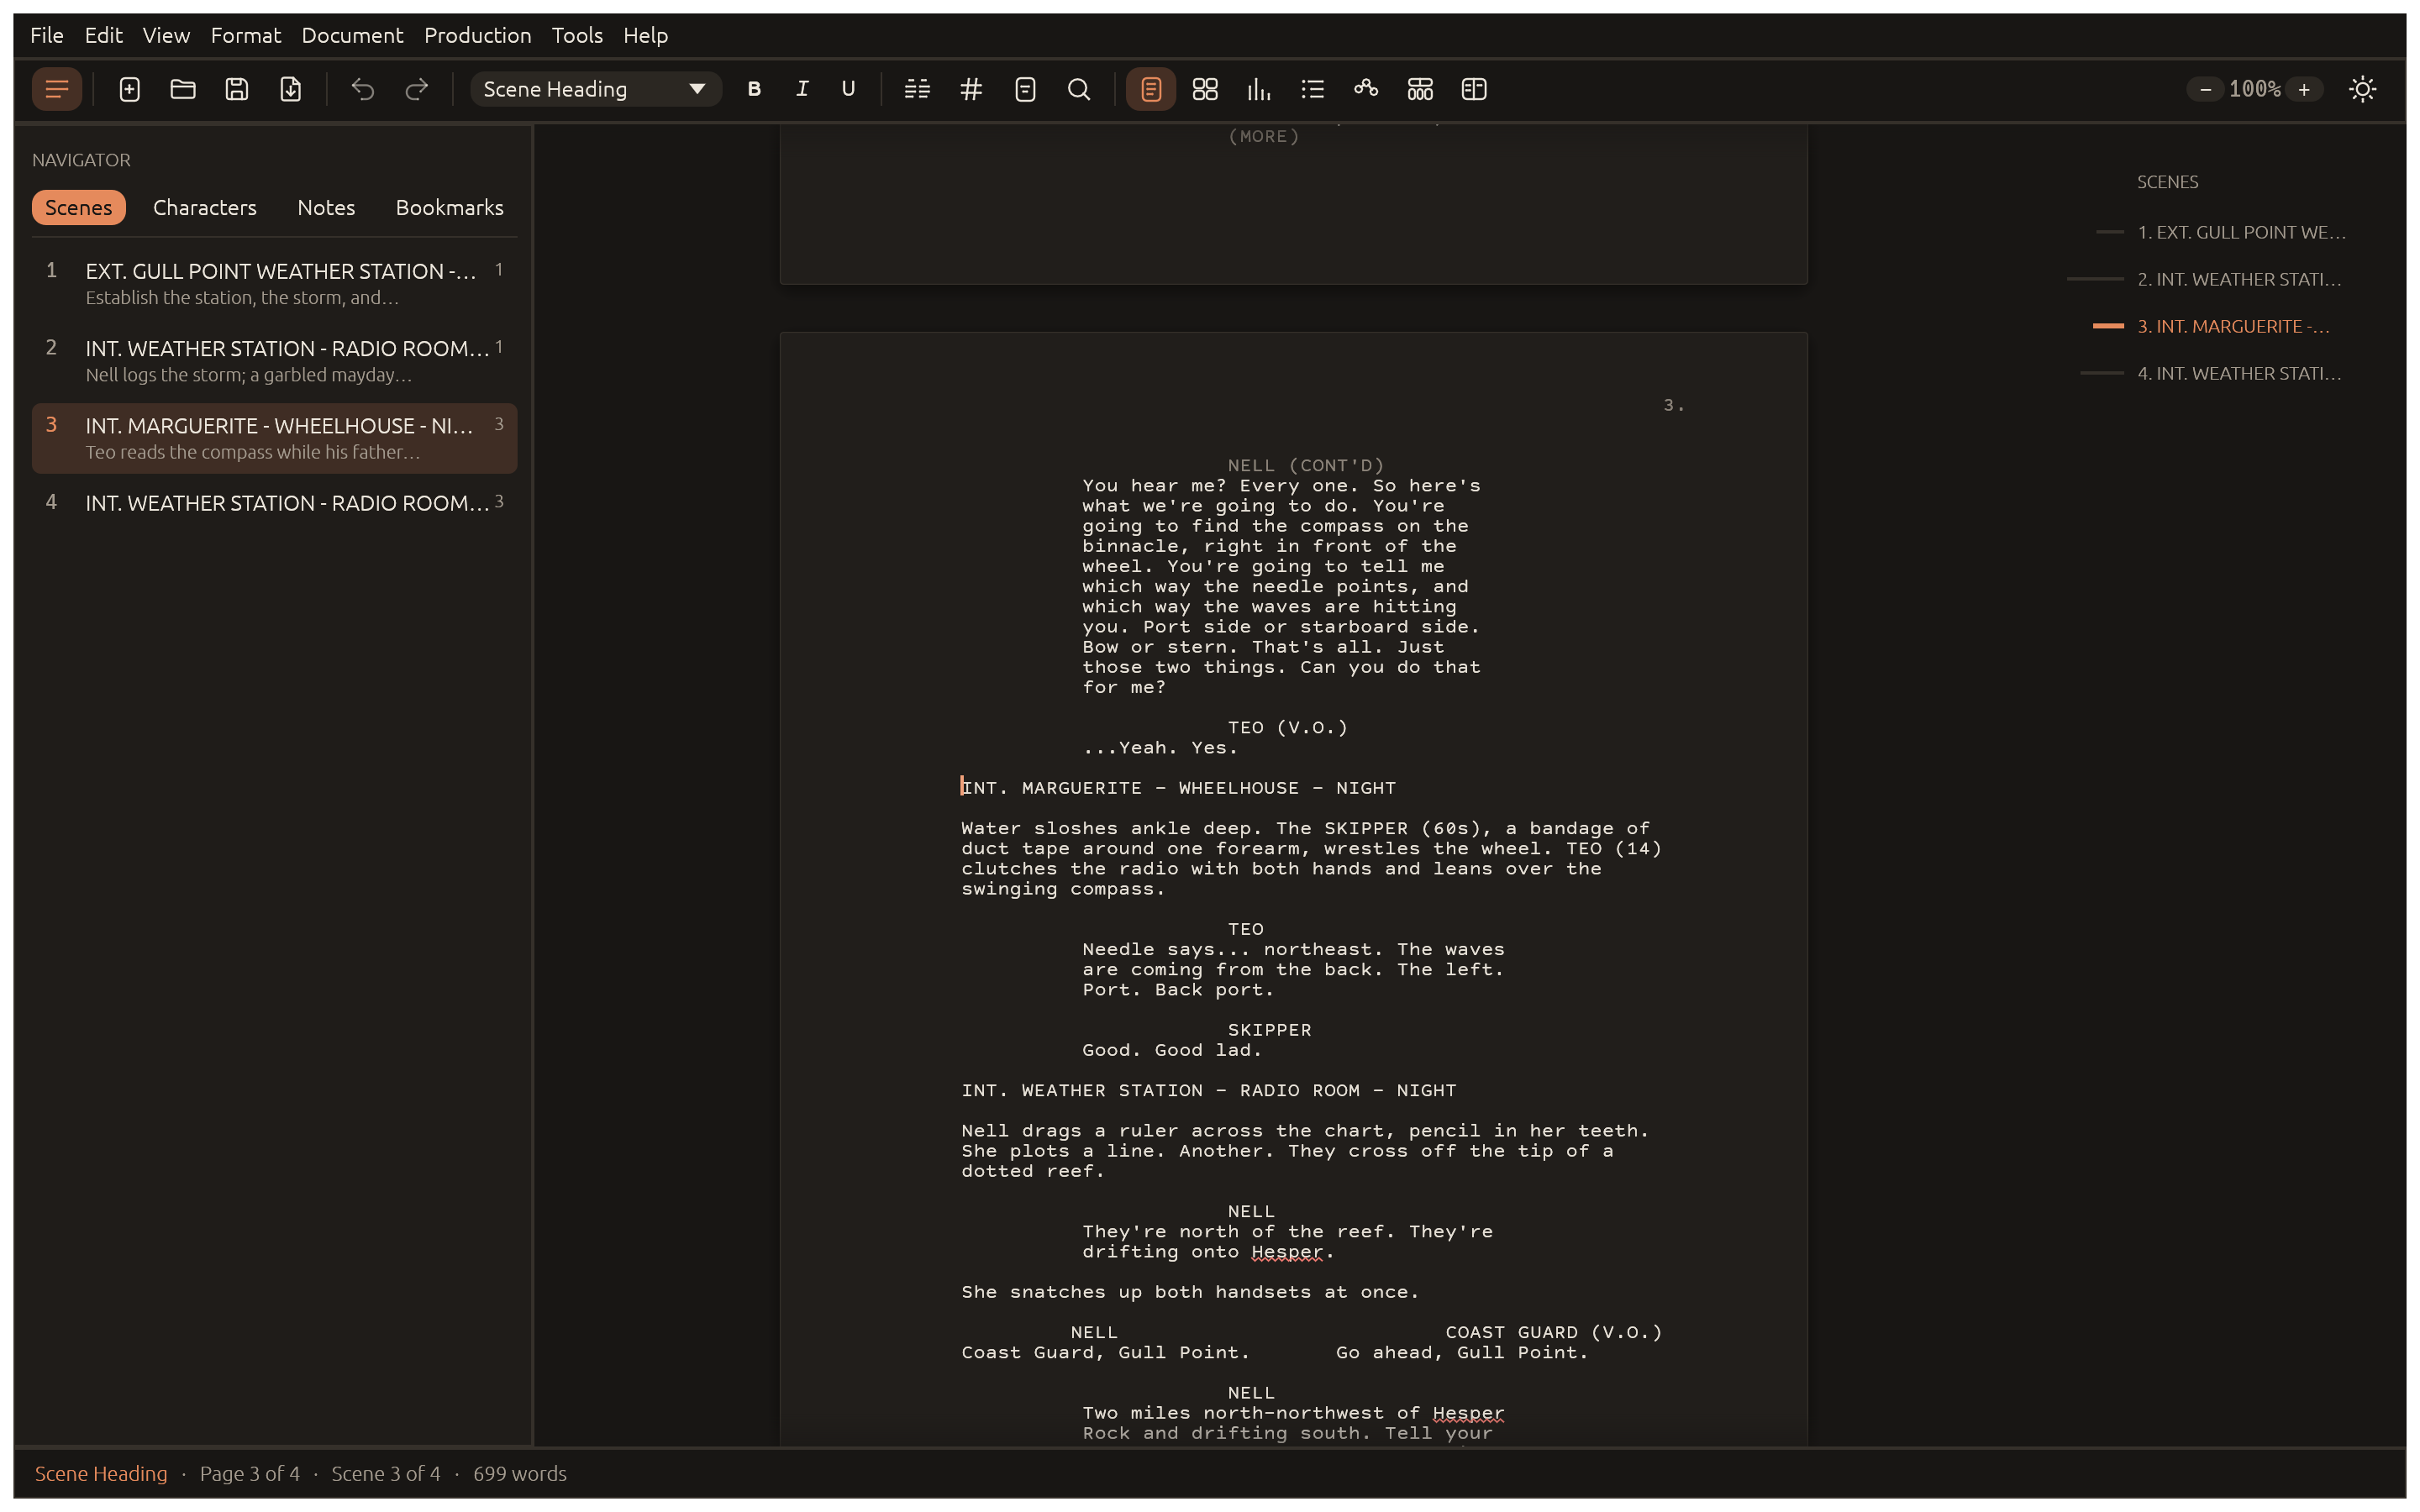 File Edit View Format Document Production Tools Help
Scene Heading B I U 100%
NAVIGATOR
Scenes Characters Notes Bookmarks
1 EXT. GULL POINT WEATHER STATION -... 1
Establish the station, the storm, and...
2 INT. WEATHER STATION - RADIO ROOM... 1
Nell logs the storm; a garbled mayday...
3 INT. MARGUERITE - WHEELHOUSE - NI... 3
Teo reads the compass while his father...
4 INT. WEATHER STATION - RADIO ROOM... 3
(MORE)
3.
NELL (CONT'D)
You hear me? Every one. So here's
what we're going to do. You're
going to find the compass on the
binnacle, right in front of the
wheel. You're going to tell me
which way the needle points, and
which way the waves are hitting
you. Port side or starboard side.
Bow or stern. That's all. Just
those two things. Can you do that
for me?
TEO (V.O.)
...Yeah. Yes.
INT. MARGUERITE - WHEELHOUSE - NIGHT
Water sloshes ankle deep. The SKIPPER (60s), a bandage of
duct tape around one forearm, wrestles the wheel. TEO (14)
clutches the radio with both hands and leans over the
swinging compass.
TEO
Needle says... northeast. The waves
are coming from the back. The left.
Port. Back port.
SKIPPER
Good. Good lad.
INT. WEATHER STATION - RADIO ROOM - NIGHT
Nell drags a ruler across the chart, pencil in her teeth.
She plots a line. Another. They cross off the tip of a
dotted reef.
NELL
They're north of the reef. They're
drifting onto Hesper.
She snatches up both handsets at once.
NELL COAST GUARD (V.O.)
Coast Guard, Gull Point. Go ahead, Gull Point.
NELL
Two miles north-northwest of Hesper
Rock and drifting south. Tell your
SCENES
1. EXT. GULL POINT WE...
2. INT. WEATHER STATI...
3. INT. MARGUERITE -...
4. INT. WEATHER STATI...
Scene Heading · Page 3 of 4 · Scene 3 of 4 · 699 words